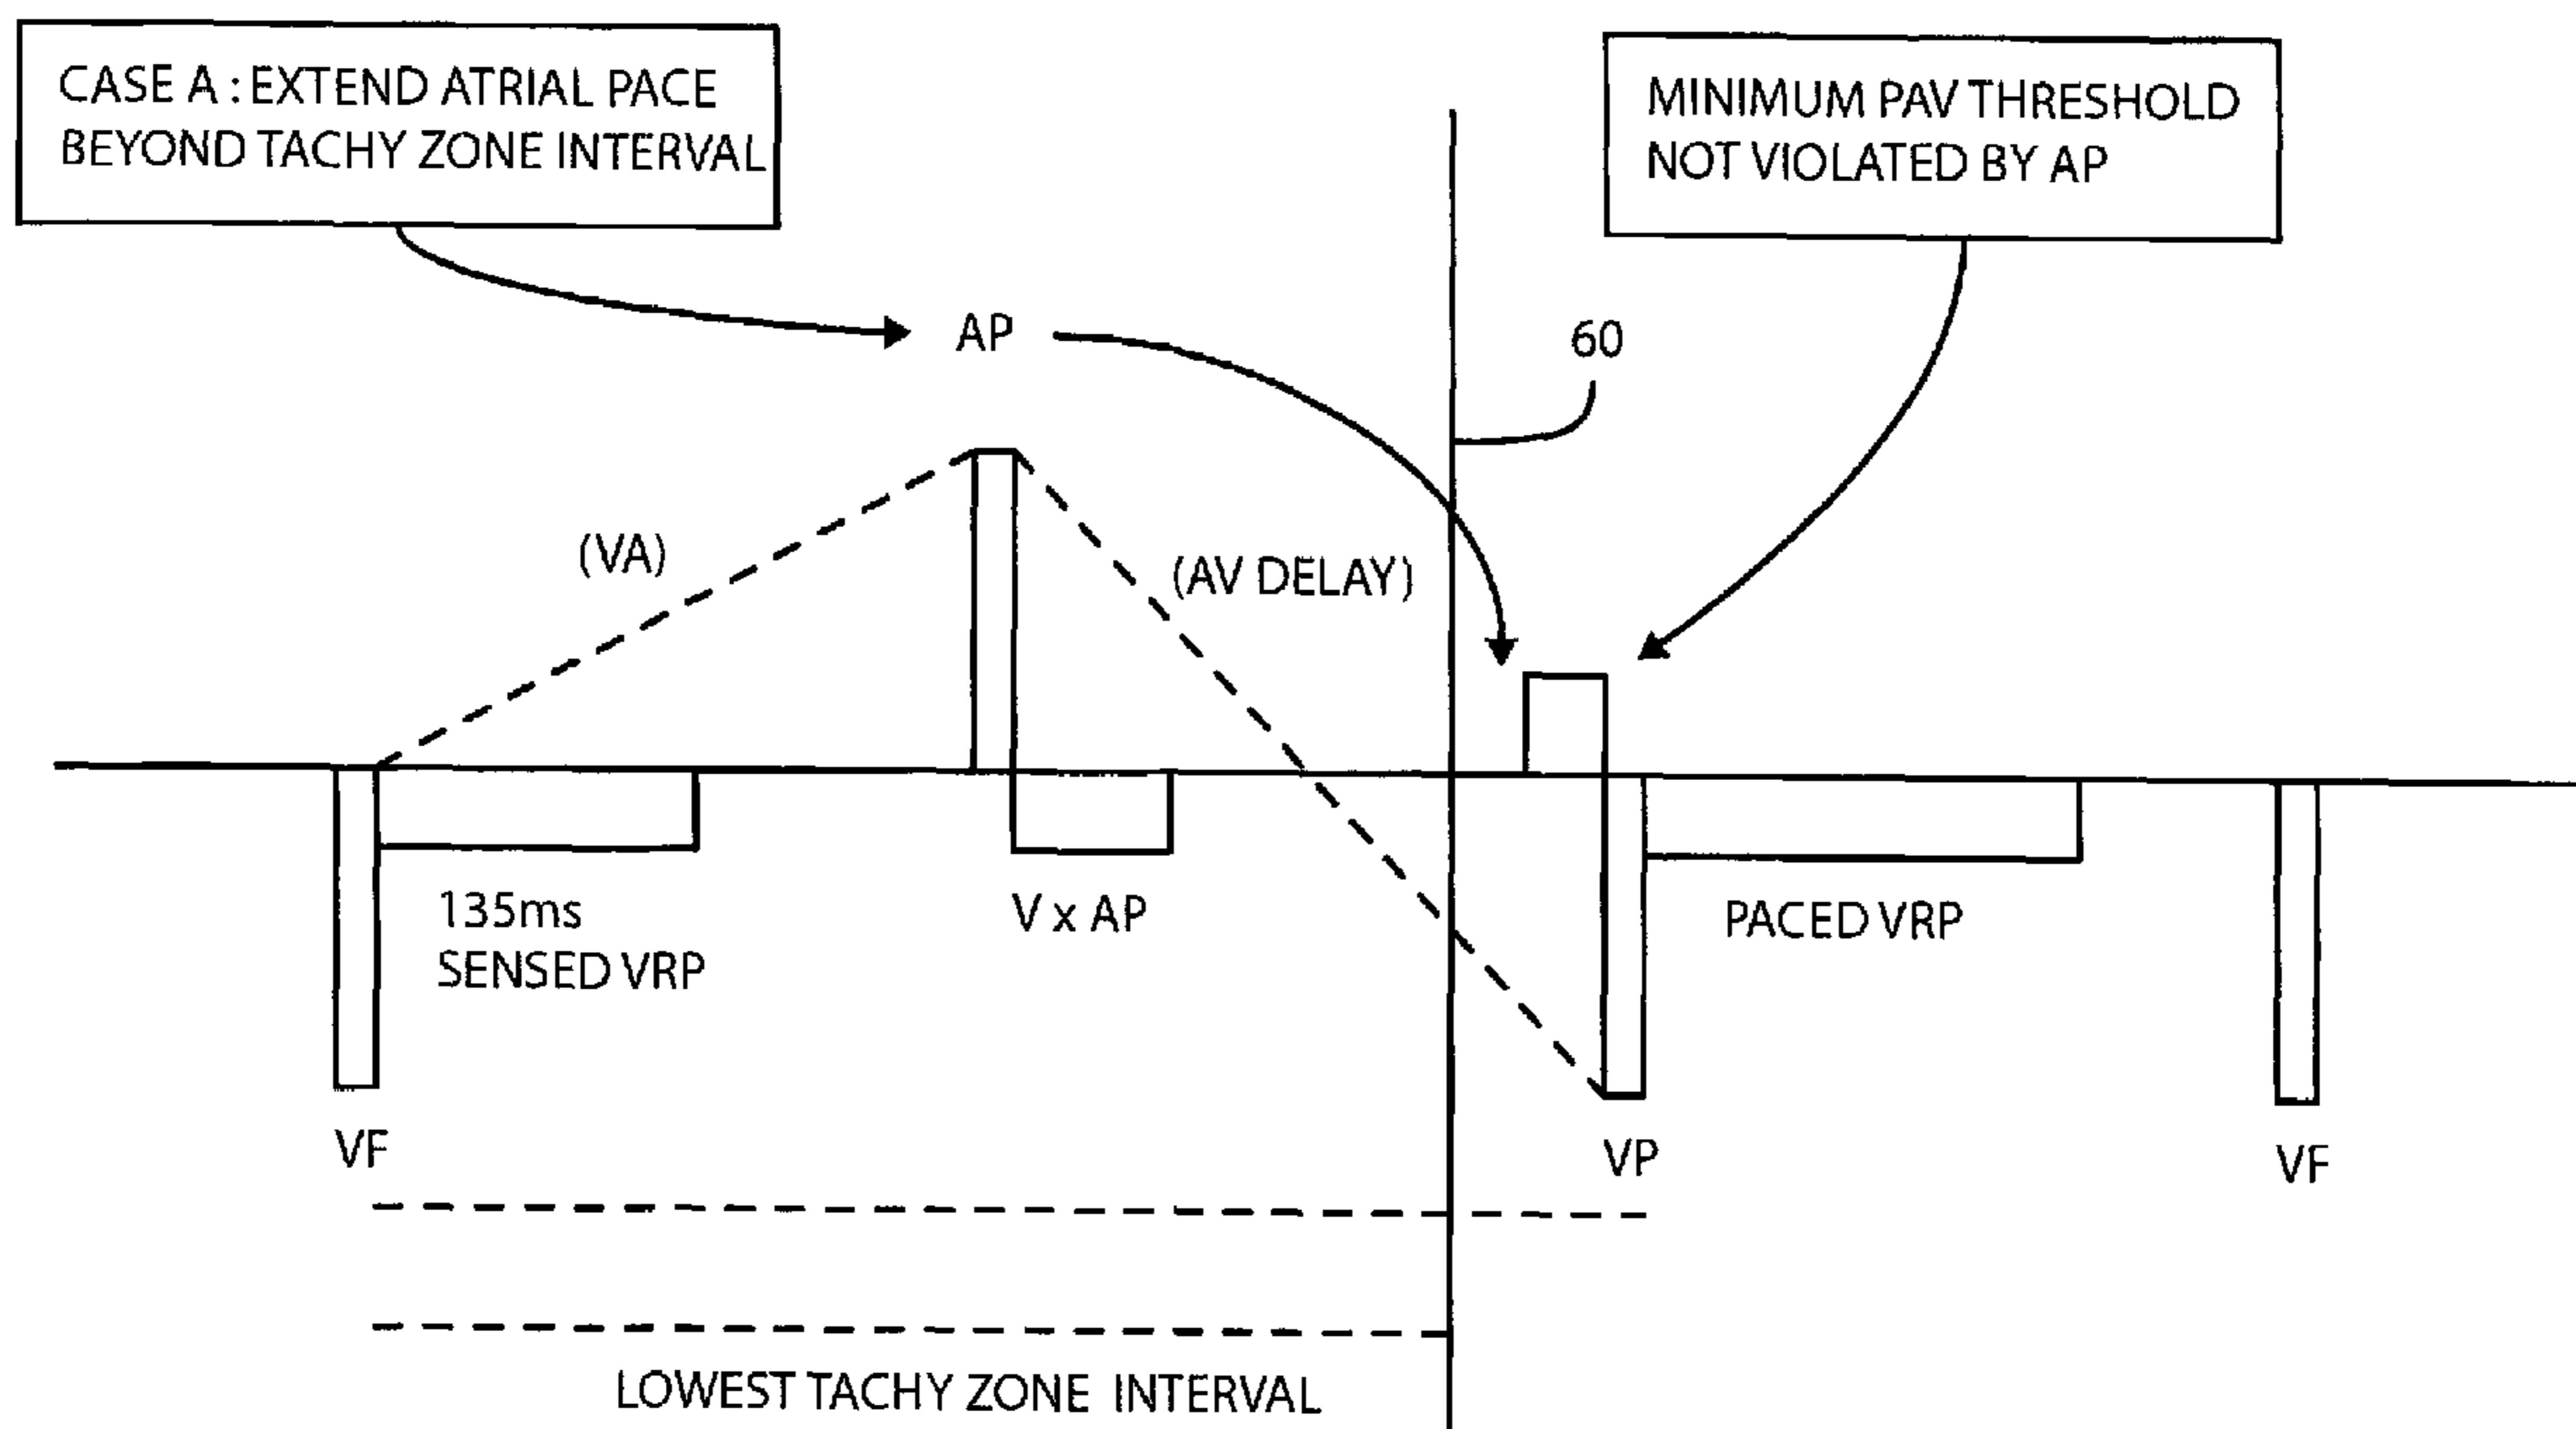 CASE A : EXTEND ATRIAL PACE
BEYOND TACHY ZONE INTERVAL
MINIMUM PAV THRESHOLD
NOT VIOLATED BY AP
AP
60
(VA)
(AV DELAY)
135ms
SENSED VRP
V x AP
PACED VRP
VF
VP
VF
LOWEST TACHY ZONE INTERVAL